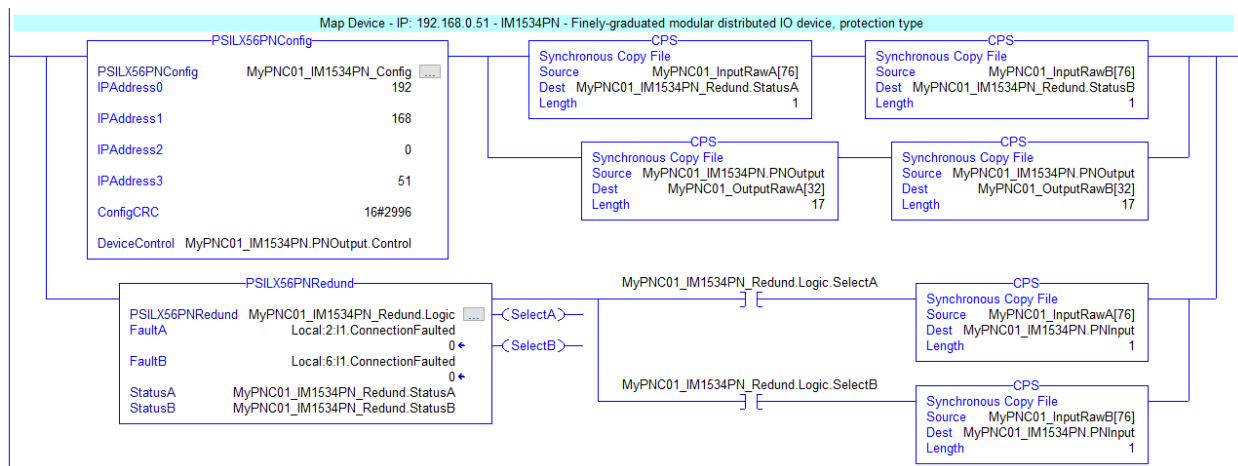 Map Device - IP: 192.168.0.51 - IM1534PN - Finely-graduated modular distributed IO device, protection type
PSILX56PNConfig
PSILX56PNConfig MyPNC01_IM1534PN_Config ...
IPAddress0 192
IPAddress1 168
IPAddress2 0
IPAddress3 51
ConfigCRC 16#2996
DeviceControl MyPNC01_IM1534PN.PNOutput.Control
CPS
Synchronous Copy File
Source MyPNC01_InputRawA[76]
Dest MyPNC01_IM1534PN_Redund.StatusA
Length 1
CPS
Synchronous Copy File
Source MyPNC01_InputRawB[76]
Dest MyPNC01_IM1534PN_Redund.StatusB
Length 1
CPS
Synchronous Copy File
Source MyPNC01_IM1534PN.PNOutput
Dest MyPNC01_OutputRawA[32]
Length 17
CPS
Synchronous Copy File
Source MyPNC01_IM1534PN.PNOutput
Dest MyPNC01_OutputRawB[32]
Length 17
PSILX56PNRedund
PSILX56PNRedund MyPNC01_IM1534PN_Redund.Logic ...
FaultA Local:2:I1.ConnectionFaulted
0
FaultB Local:6:I1.ConnectionFaulted
0
StatusA MyPNC01_IM1534PN_Redund.StatusA
StatusB MyPNC01_IM1534PN_Redund.StatusB
SelectA
SelectB
MyPNC01_IM1534PN_Redund.Logic.SelectA
CPS
Synchronous Copy File
Source MyPNC01_InputRawA[76]
Dest MyPNC01_IM1534PN.PNInput
Length 1
MyPNC01_IM1534PN_Redund.Logic.SelectB
CPS
Synchronous Copy File
Source MyPNC01_InputRawB[76]
Dest MyPNC01_IM1534PN.PNInput
Length 1